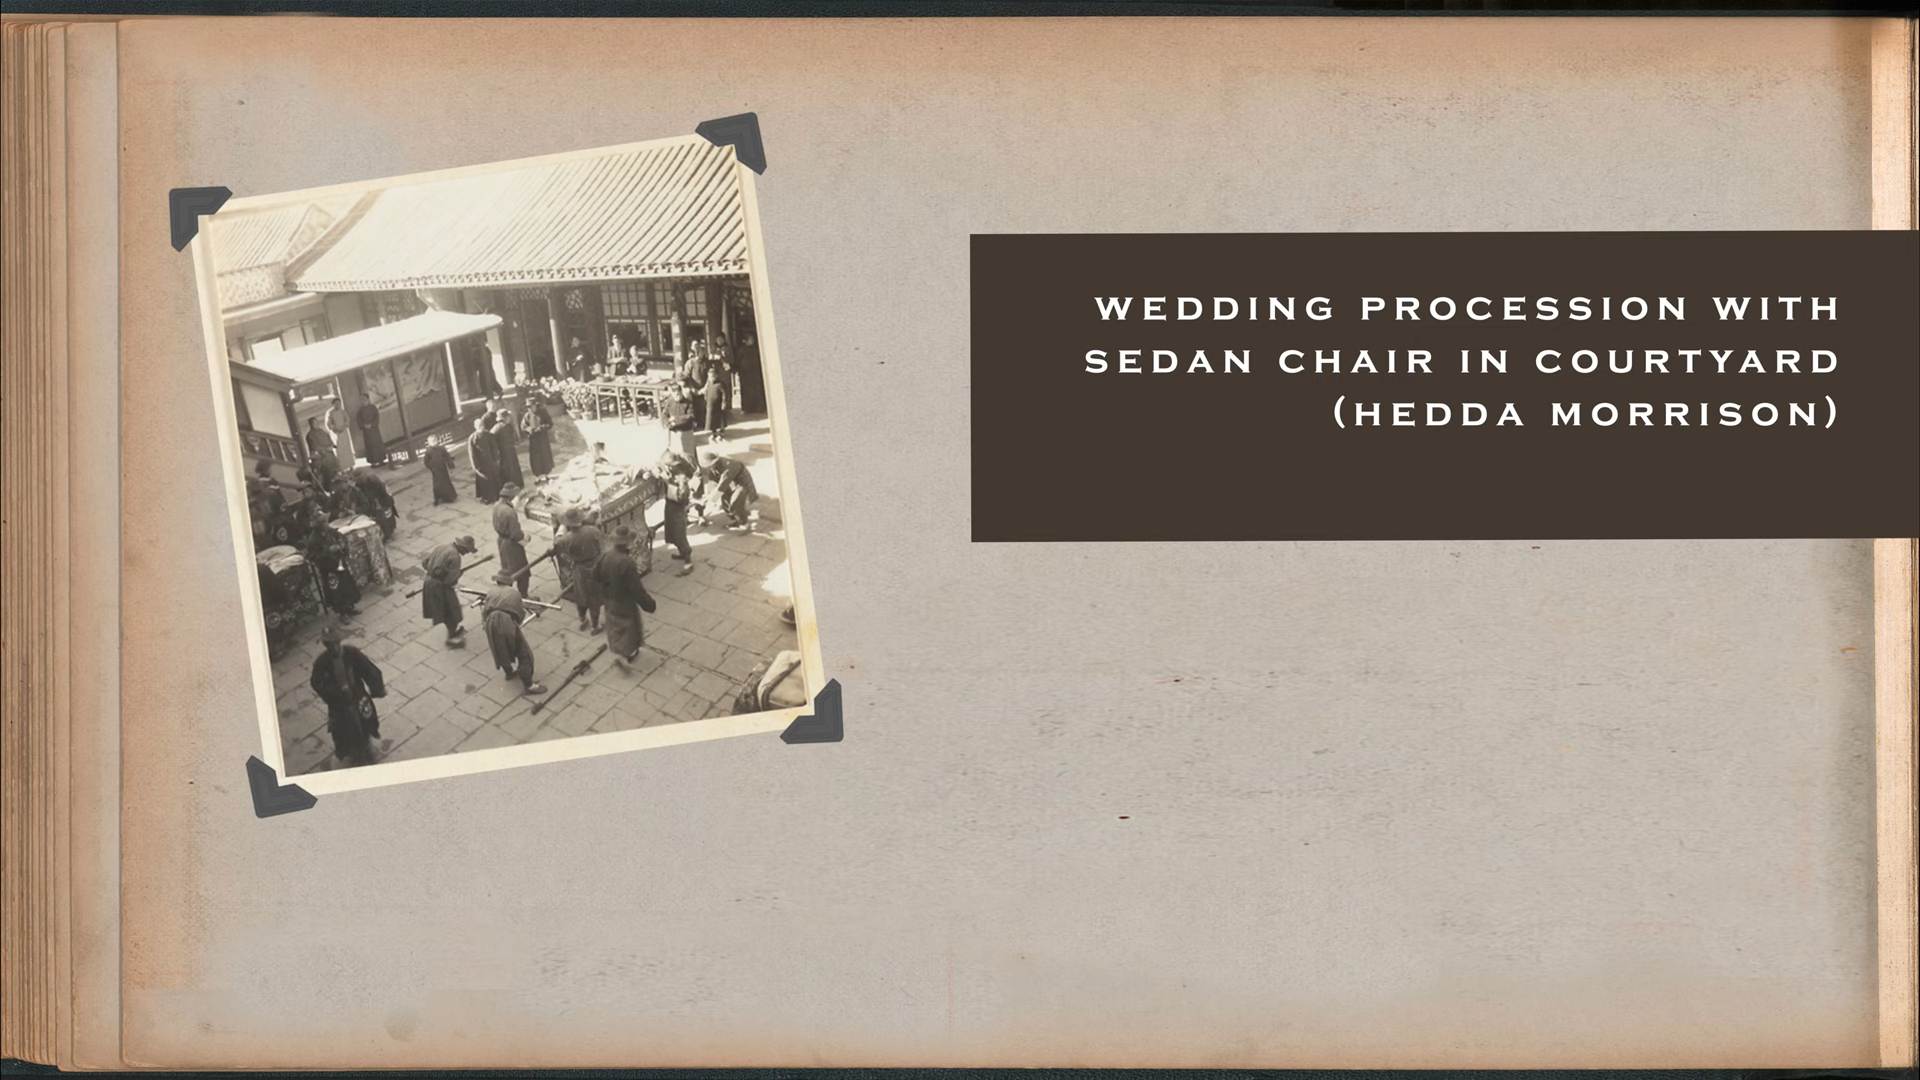 WEDDING PROCESSION WITH
SEDAN CHAIR IN COURTYARD
(HEDDA MORRISON)